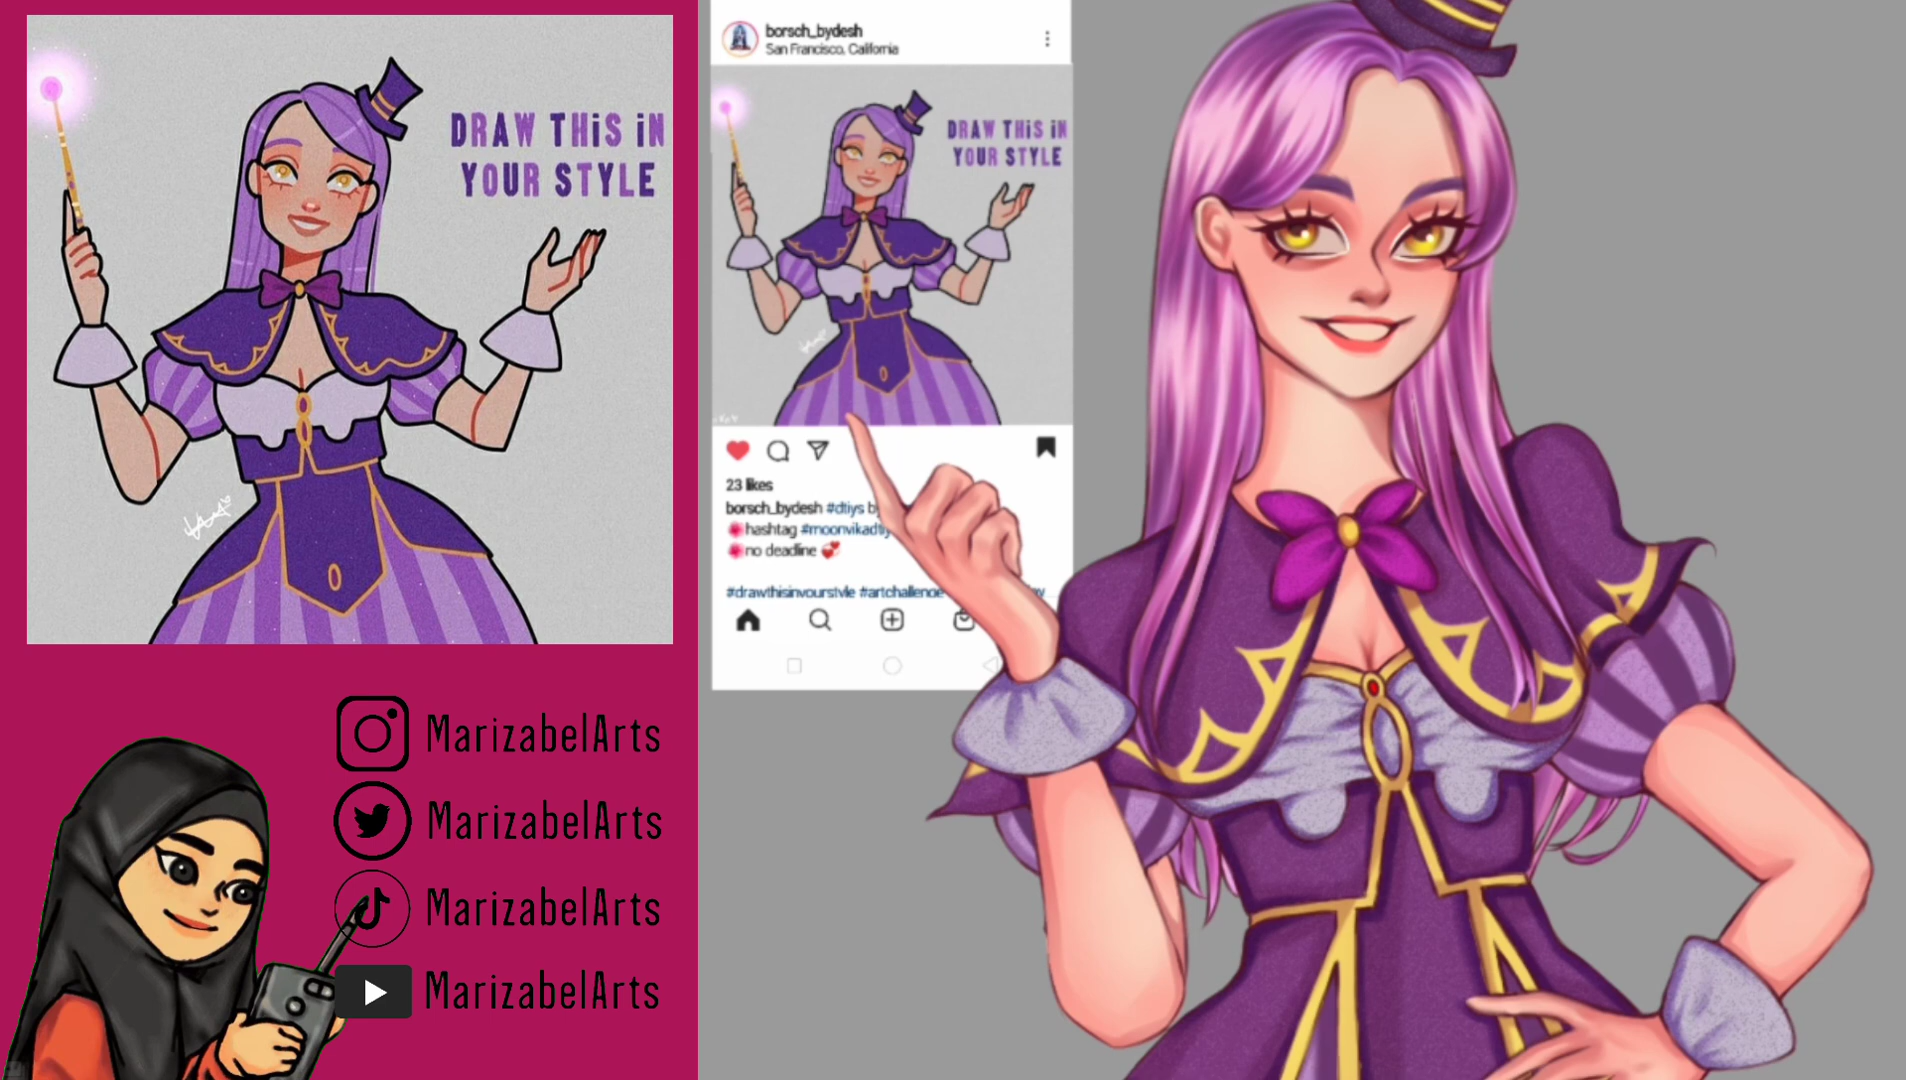 DRAW THiS iN
YOUR STYLE
MarizabelArts
MarizabelArts
MarizabelArts
MarizabelArts
borsch_bydesh
San Francisco, California
DRAW THiS iN
YOUR STYLE
23 likes
borsch_bydesh #dtiys
hashtag #moonvikadtiy
no deadline
#drawthisinyourstyle #artchallenge